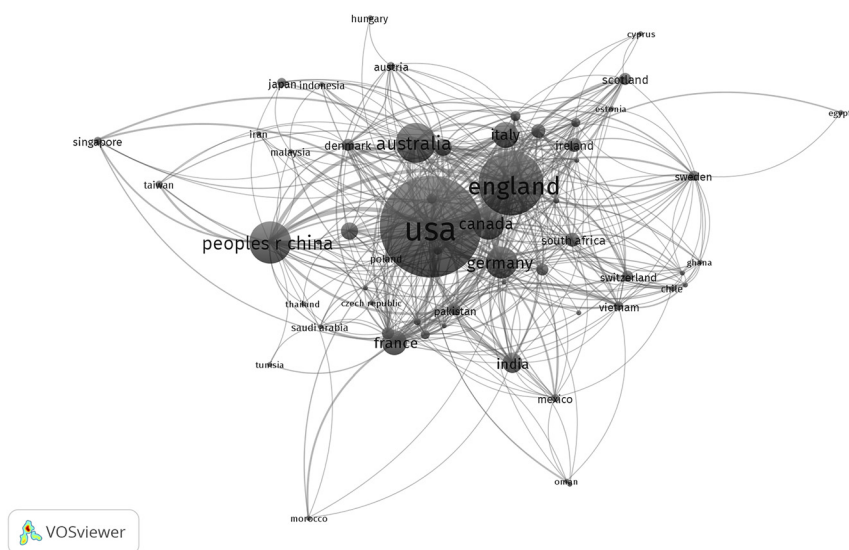 hungary
cyprus
austria
scotland
japan
indonesia
estonia
egypt
iran
italy
singapore
denmark
australia
ireland
malaysia
sweden
taiwan
england
usa
canada
peoples r china
south africa
poland
germany
ghana
switzerland
chile
thailand
czech republic
vietnam
pakistan
saudi arabia
france
tunisia
india
mexico
oman
morocco
VOSviewer